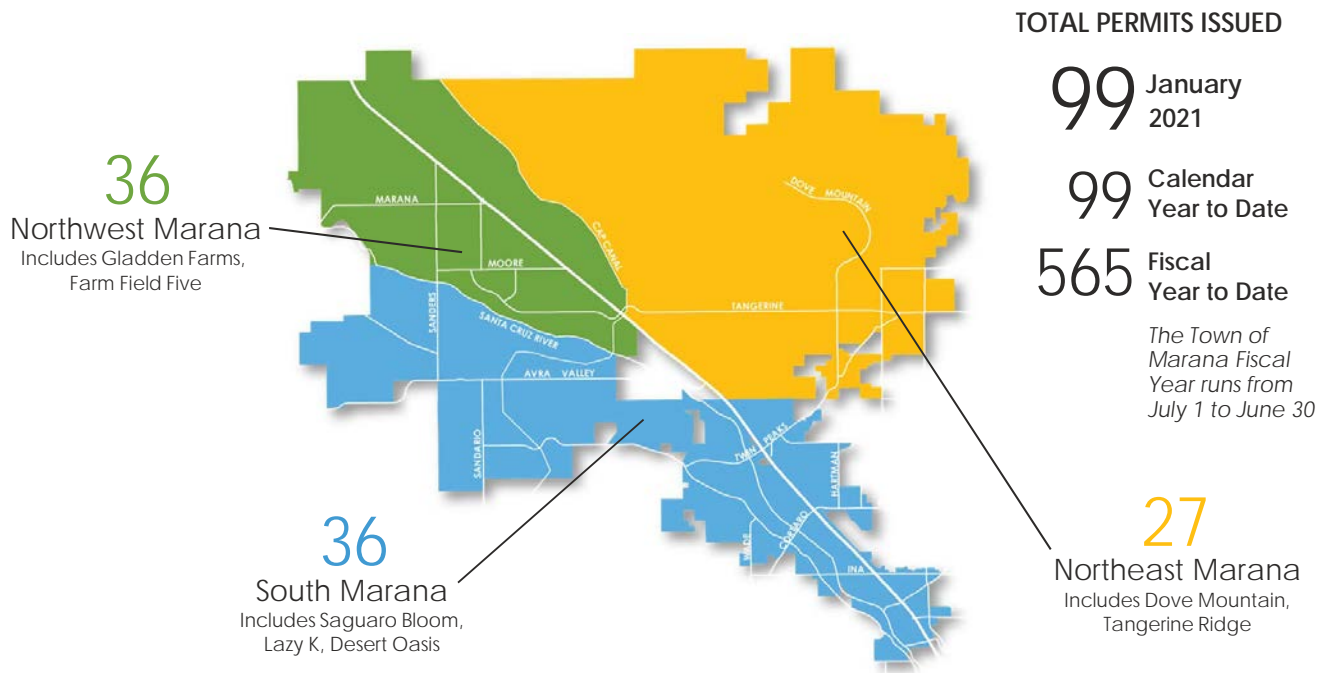 TOTAL PERMITS ISSUED
99
January
2021
99
Calendar
Year to Date
565
Fiscal
Year to Date
The Town of
Marana Fiscal
Year runs from
July 1 to June 30
36
Northwest Marana
Includes Gladden Farms,
Farm Field Five
36
South Marana
Includes Saguaro Bloom,
Lazy K, Desert Oasis
27
Northeast Marana
Includes Dove Mountain,
Tangerine Ridge
MARANA
MOORE
SANDERS
SANTA CRUZ RIVER
CAP CANAL
DOVE MOUNTAIN
TANGERINE
AVRA VALLEY
SANDARIO
TWIN PEAKS
HARTMAN
WADE
CORTARO
INA